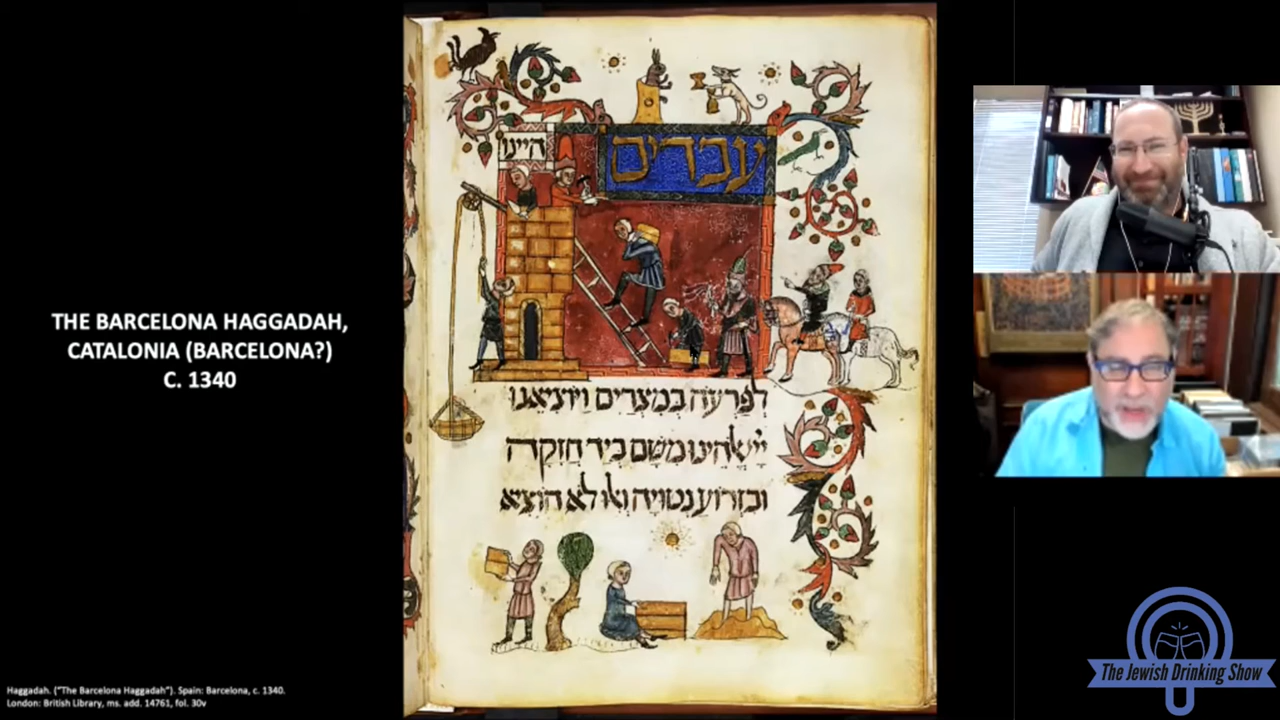 THE BARCELONA HAGGADAH,
CATALONIA (BARCELONA?)
C. 1340
היינו
עבדים
לפרעה במצרים ויוציאנו
יי אלהינו משם ביד חזקה
ובזרוע נטויה ואלו לא הוציא
Haggadah. ("The Barcelona Haggadah"). Spain: Barcelona, c. 1340.
London: British Library, ms. add. 14761, fol. 30v
The Jewish Drinking Show